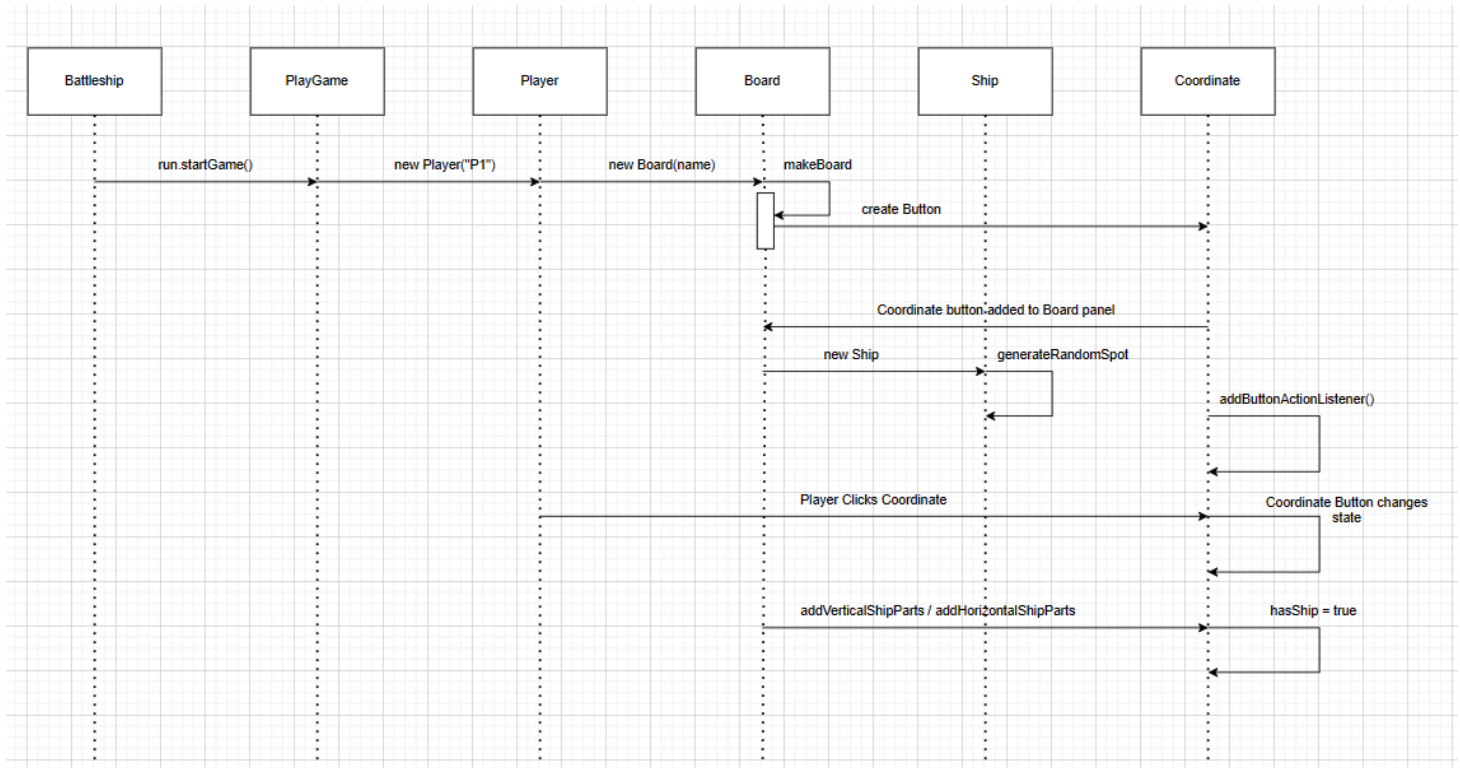 Battleship
PlayGame
Player
Board
Ship
Coordinate
run.startGame()
new Player("P1")
new Board(name)
makeBoard
create Button
Coordinate button added to Board panel
new Ship
generateRandomSpot
addButtonActionListener()
Player Clicks Coordinate
Coordinate Button changes
state
addVerticalShipParts / addHorizontalShipParts
hasShip = true